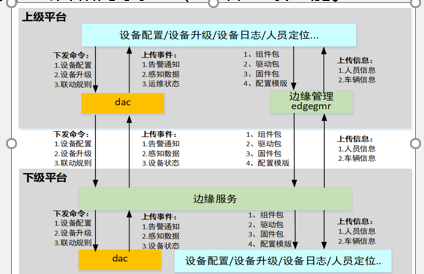 上级平台
设备配置/设备升级/设备日志/人员定位...
下发命令：
1.设备配置
2.设备升级
3.联动规则
上传事件：
1.告警通知
2.感知数据
3.运维状态
1、组件包
2、驱动包
3、固件包
4、配置模版
上传信息：
1.人员信息
2.车辆信息
dac
边缘管理
edgegmr
下发命令：
1.设备配置
2.设备升级
3.联动规则
上传事件：
1.告警通知
2.感知数据
3.设备状态
1、组件包
2、驱动包
3、固件包
4、配置模版
上传信息：
1.人员信息
2.车辆信息
下级平台
边缘服务
下发命令：
1.设备配置
2.设备升级
3.联动规则
上传事件：
1.告警通知
2.感知数据
3.设备状态
1、组件包
2、驱动包
3、固件包
4、配置模版
上传信息：
1.人员信息
2.车辆信息
dac
设备配置/设备升级/设备日志/人员定位..